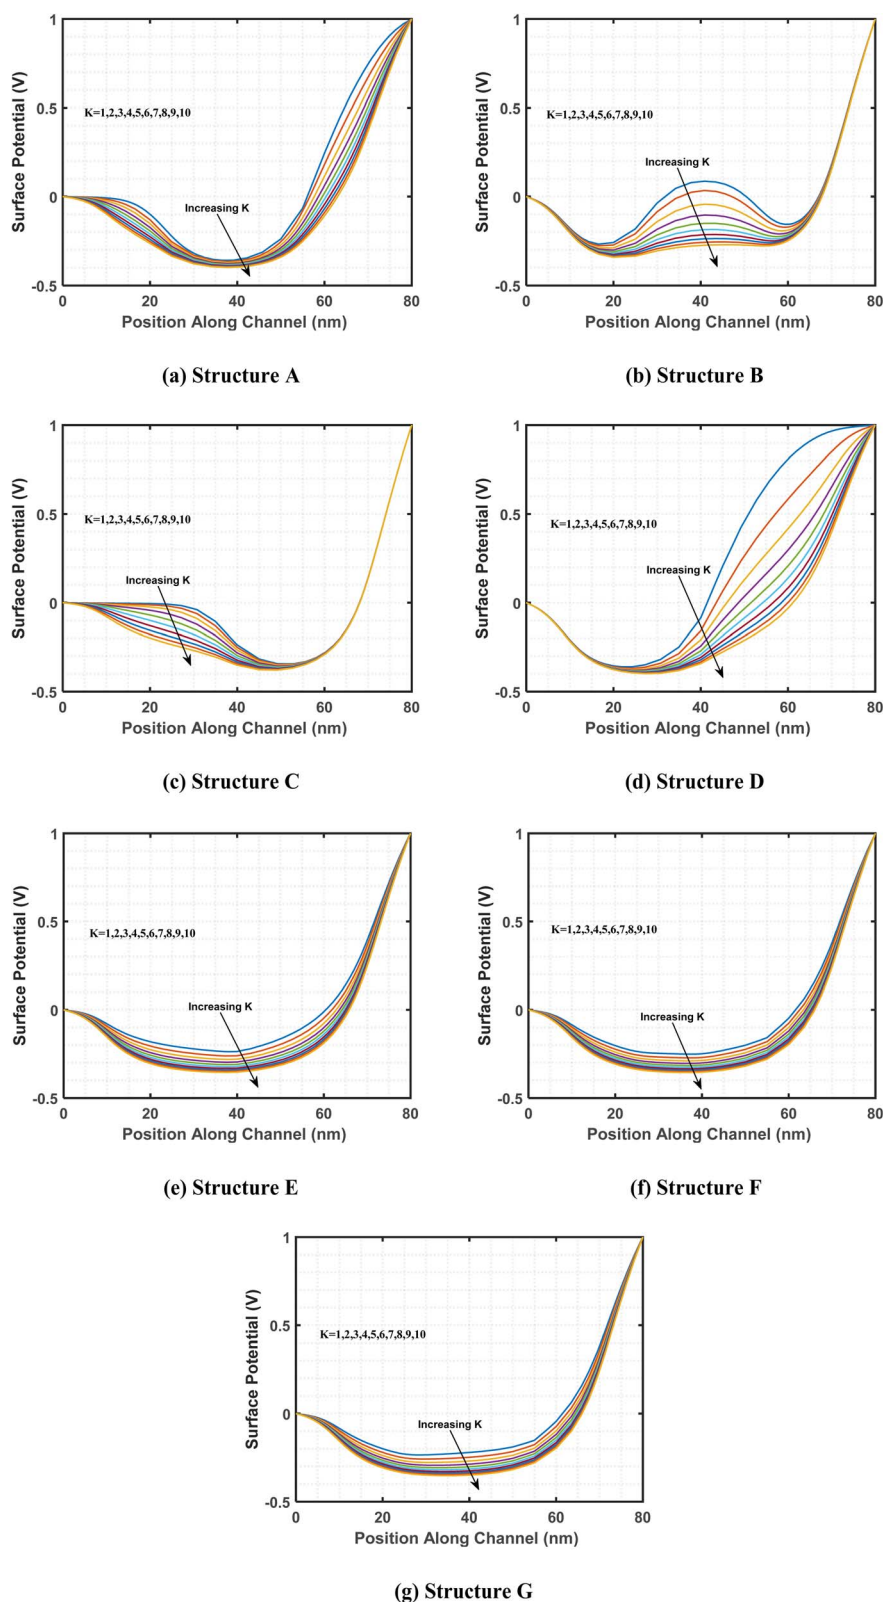 1
0.5
0
-0.5
Surface Potential (V)
K=1,2,3,4,5,6,7,8,9,10
Increasing K
0 20 40 60 80
Position Along Channel (nm)
(a) Structure A
1
0.5
0
-0.5
Surface Potential (V)
K=1,2,3,4,5,6,7,8,9,10
Increasing K
0 20 40 60 80
Position Along Channel (nm)
(b) Structure B
1
0.5
0
-0.5
Surface Potential (V)
K=1,2,3,4,5,6,7,8,9,10
Increasing K
0 20 40 60 80
Position Along Channel (nm)
(c) Structure C
1
0.5
0
-0.5
Surface Potential (V)
K=1,2,3,4,5,6,7,8,9,10
Increasing K
0 20 40 60 80
Position Along Channel (nm)
(d) Structure D
1
0.5
0
-0.5
Surface Potential (V)
K=1,2,3,4,5,6,7,8,9,10
Increasing K
0 20 40 60 80
Position Along Channel (nm)
(e) Structure E
1
0.5
0
-0.5
Surface Potential (V)
K=1,2,3,4,5,6,7,8,9,10
Increasing K
0 20 40 60 80
Position Along Channel (nm)
(f) Structure F
1
0.5
0
-0.5
Surface Potential (V)
K=1,2,3,4,5,6,7,8,9,10
Increasing K
0 20 40 60 80
Position Along Channel (nm)
(g) Structure G